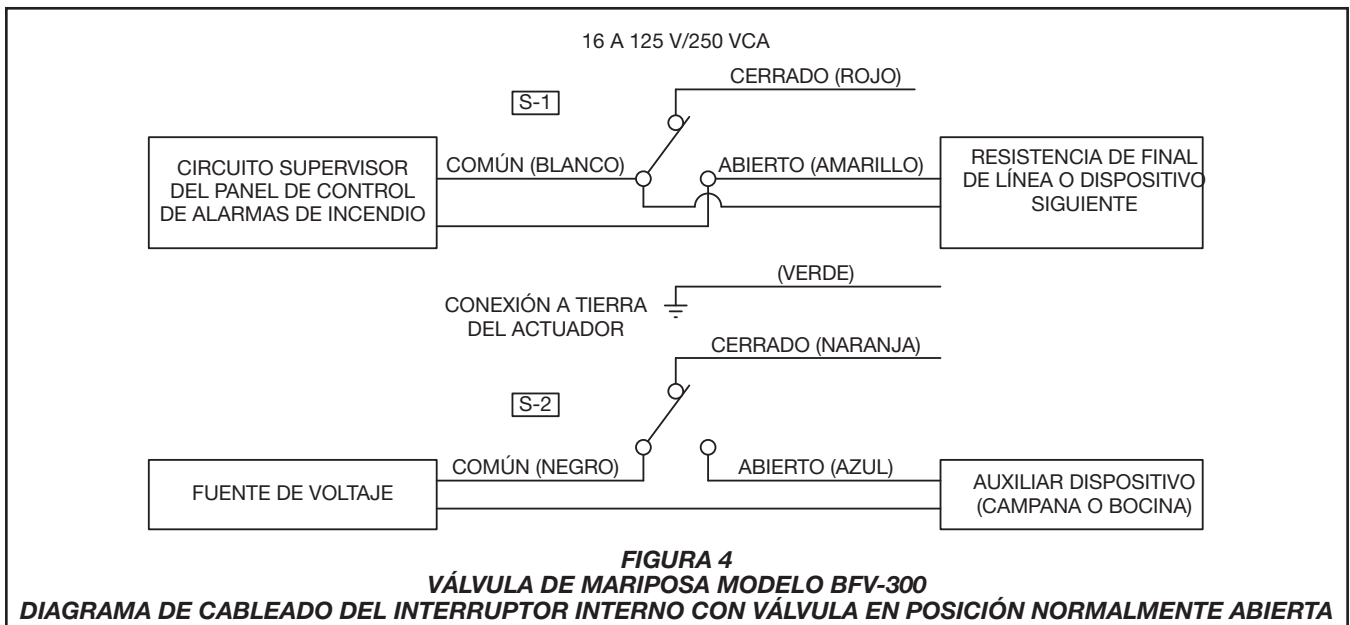 16 A 125 V/250 VCA
CERRADO (ROJO)
S-1
CIRCUITO SUPERVISOR
DEL PANEL DE CONTROL
DE ALARMAS DE INCENDIO
COMÚN (BLANCO)
ABIERTO (AMARILLO)
RESISTENCIA DE FINAL
DE LÍNEA O DISPOSITIVO
SIGUIENTE
(VERDE)
CONEXIÓN A TIERRA
DEL ACTUADOR
CERRADO (NARANJA)
S-2
FUENTE DE VOLTAJE
COMÚN (NEGRO)
ABIERTO (AZUL)
AUXILIAR DISPOSITIVO
(CAMPANA O BOCINA)
FIGURA 4
VÁLVULA DE MARIPOSA MODELO BFV-300
DIAGRAMA DE CABLEADO DEL INTERRUPTOR INTERNO CON VÁLVULA EN POSICIÓN NORMALMENTE ABIERTA